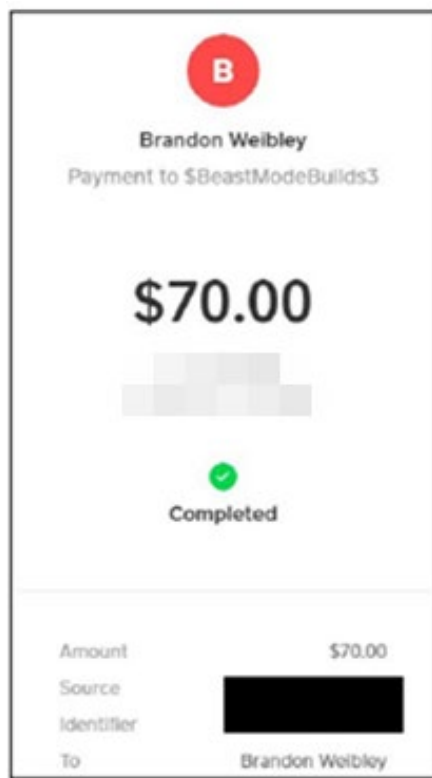 B
Brandon Weibley
Payment to $BeastModeBuilds3
$70.00
Completed
Amount $70.00
Source
Identifier
To Brandon Weibley